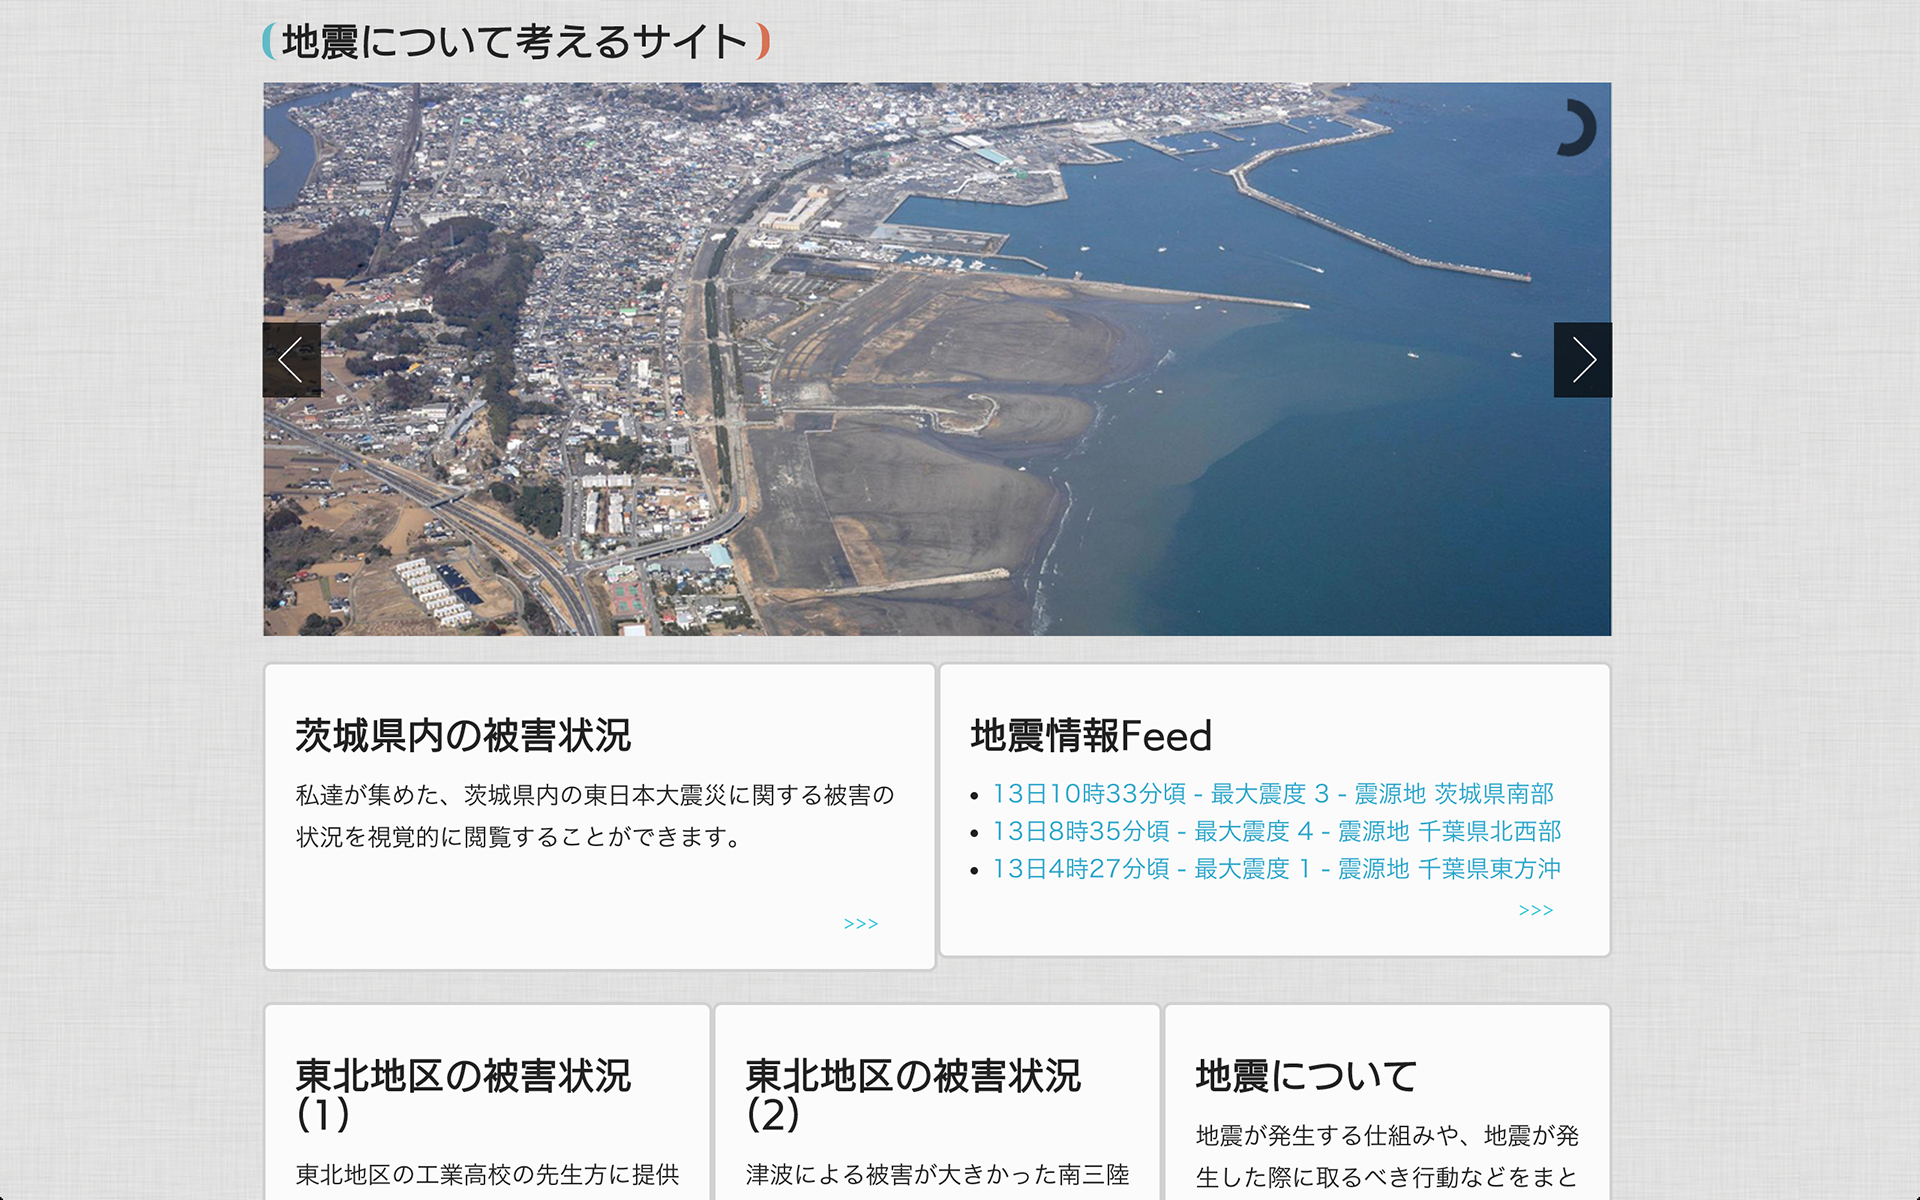 (地震について考えるサイト)
茨城県内の被害状況
私達が集めた、茨城県内の東日本大震災に関する被害の
状況を視覚的に閲覧することができます。
>>>
地震情報Feed
• 13日10時33分頃 - 最大震度 3 - 震源地 茨城県南部
• 13日8時35分頃 - 最大震度 4 - 震源地 千葉県北西部
• 13日4時27分頃 - 最大震度 1 - 震源地 千葉県東方沖
>>>
東北地区の被害状況
(1)
東北地区の工業高校の先生方に提供
東北地区の被害状況
(2)
津波による被害が大きかった南三陸
地震について
地震が発生する仕組みや、地震が発
生した際に取るべき行動などをまと